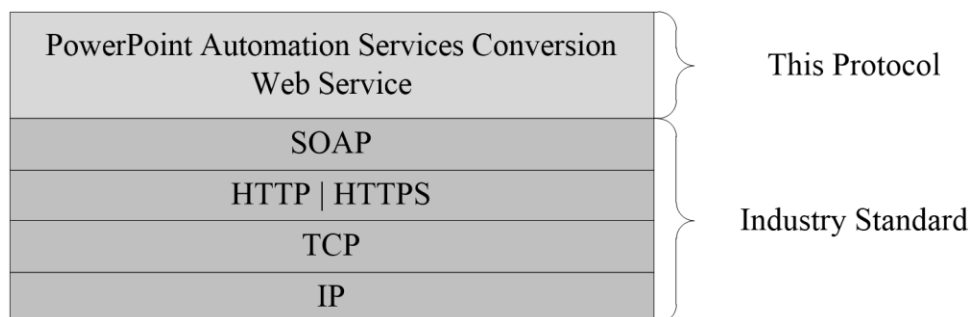 PowerPoint Automation Services Conversion
Web Service
This Protocol
SOAP
HTTP | HTTPS
TCP
IP
Industry Standard